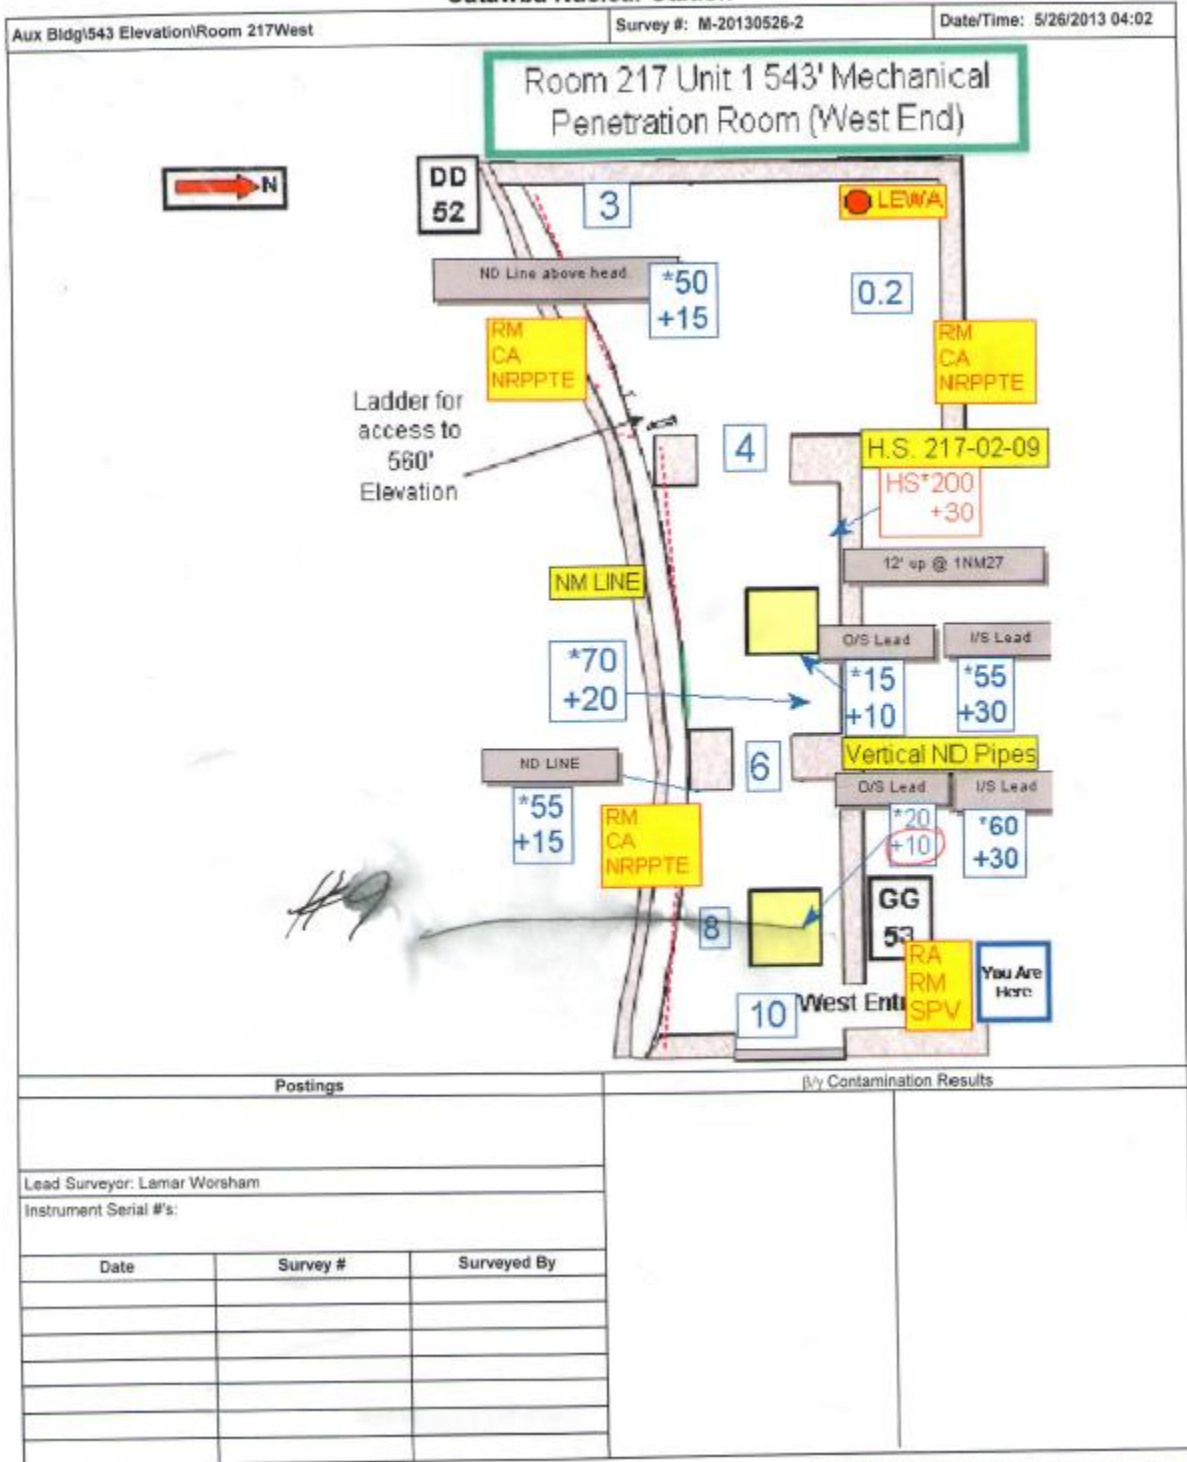 Aux Bldg\543 Elevation\Room 217West
Survey #: M-20130526-2
Date/Time: 5/26/2013 04:02
Room 217 Unit 1 543' Mechanical
Penetration Room (West End)
N
DD
52
3
LEWA
ND Line above head.
*50
+15
0.2
RM
CA
NRPPTE
RM
CA
NRPPTE
Ladder for
access to
560'
Elevation
4
H.S. 217-02-09
HS*200
+30
12' up @ 1NM27
NM LINE
O/S Lead
I/S Lead
*70
+20
*15
+10
*55
+30
Vertical ND Pipes
6
ND LINE
*55
+15
O/S Lead
I/S Lead
*20
+10
*60
+30
RM
CA
NRPPTE
#9
8
GG
53
RA
RM
SPV
You Are
Here
10
West Ent
Postings
β/γ Contamination Results
Lead Surveyor: Lamar Worsham
Instrument Serial #'s:
Date
Survey #
Surveyed By